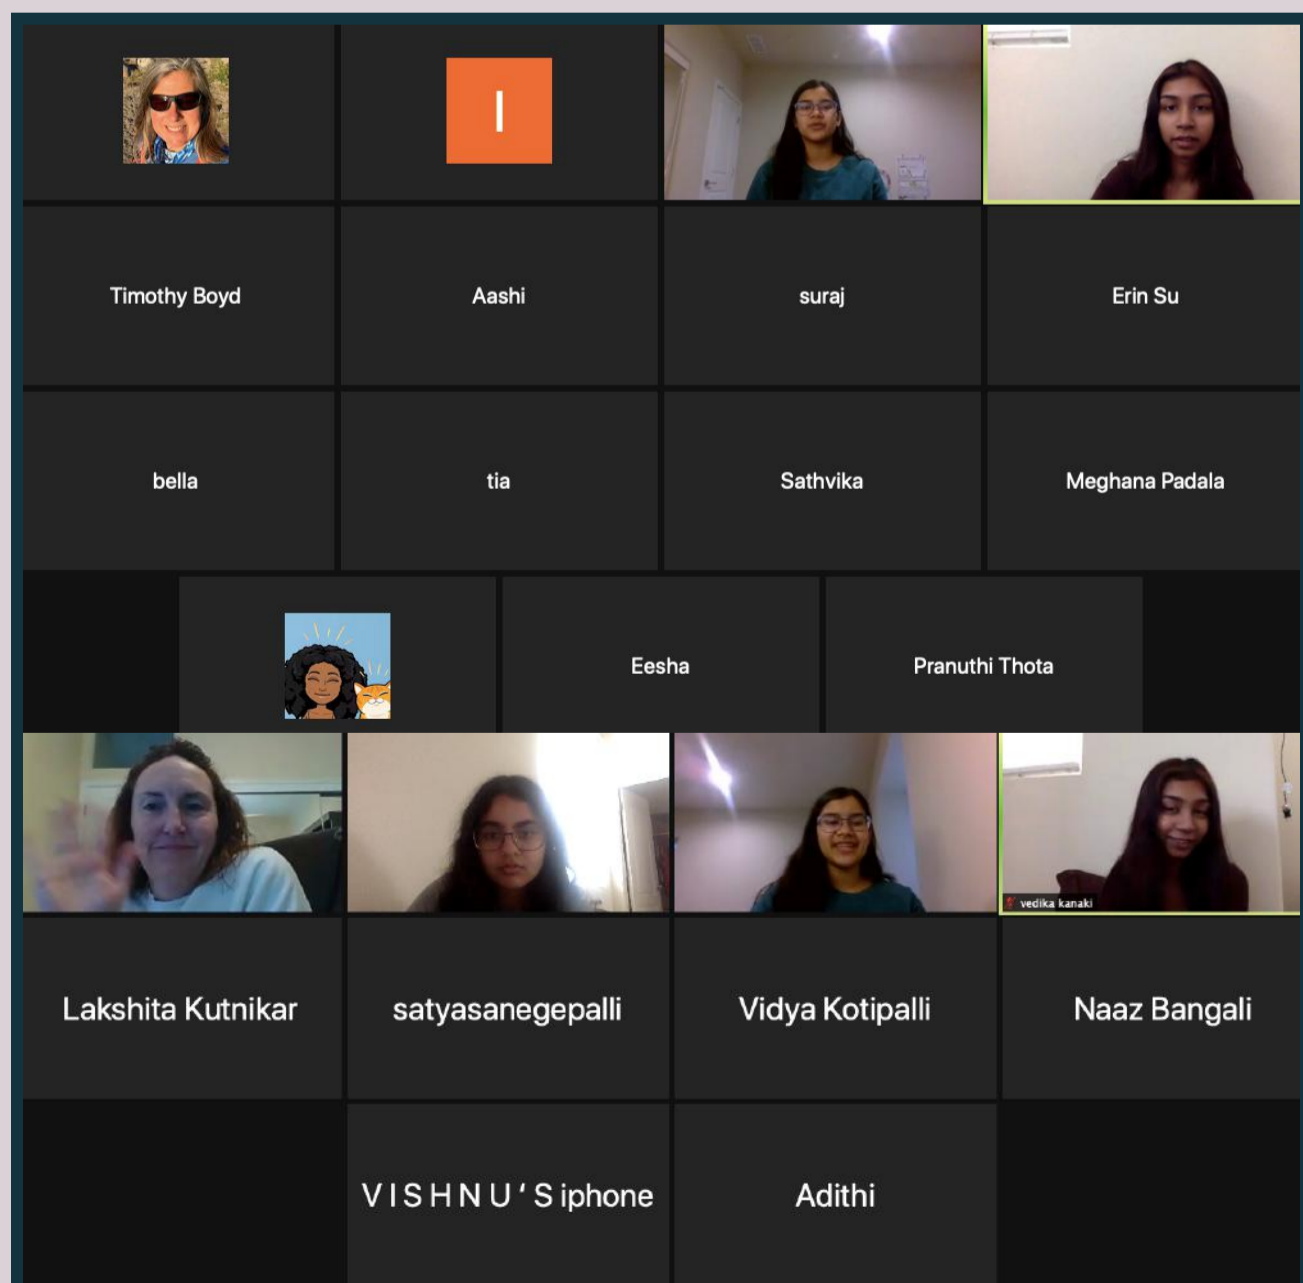 I
Timothy Boyd
Aashi
suraj
Erin Su
bella
tia
Sathvika
Meghana Padala
Eesha
Pranuthi Thota
vedika kanaki
Lakshita Kutnikar
satyasanegepalli
Vidya Kotipalli
Naaz Bangali
V I S H N U ‘ S iphone
Adithi